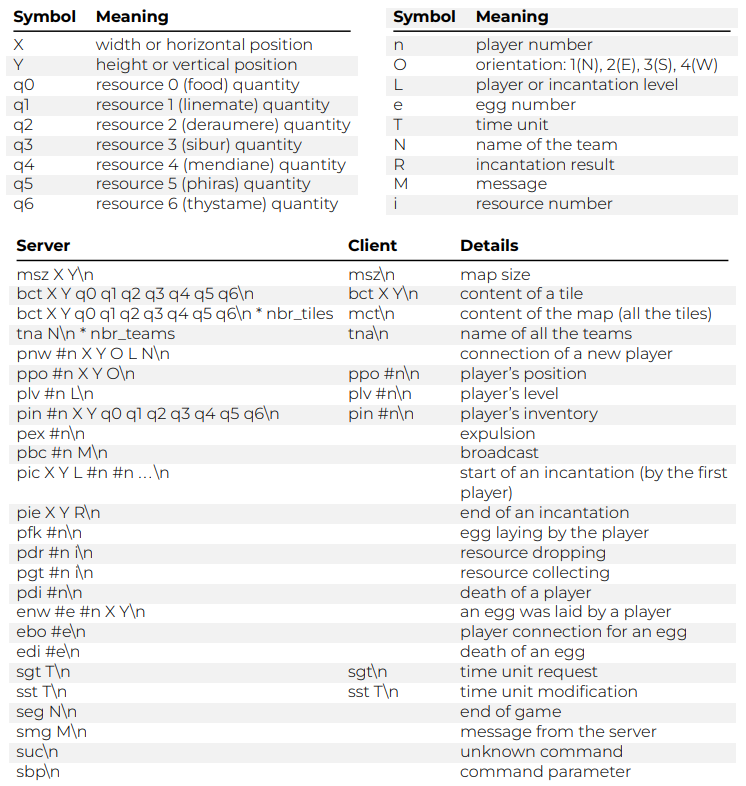 Symbol Meaning
X width or horizontal position
Y height or vertical position
q0 resource 0 (food) quantity
q1 resource 1 (linemate) quantity
q2 resource 2 (deraumere) quantity
q3 resource 3 (sibur) quantity
q4 resource 4 (mendiane) quantity
q5 resource 5 (phiras) quantity
q6 resource 6 (thystame) quantity
Symbol Meaning
n player number
O orientation: 1(N), 2(E), 3(S), 4(W)
L player or incantation level
e egg number
T time unit
N name of the team
R incantation result
M message
i resource number
Server Client Details
msz X Y\n msz\n map size
bct X Y q0 q1 q2 q3 q4 q5 q6\n bct X Y\n content of a tile
bct X Y q0 q1 q2 q3 q4 q5 q6\n * nbr_tiles mct\n content of the map (all the tiles)
tna N\n * nbr_teams tna\n name of all the teams
pnw #n X Y O L N\n connection of a new player
ppo #n X Y O\n ppo #n\n player's position
plv #n L\n plv #n\n player's level
pin #n X Y q0 q1 q2 q3 q4 q5 q6\n pin #n\n player's inventory
pex #n\n expulsion
pbc #n M\n broadcast
pic X Y L #n #n …\n start of an incantation (by the first
player)
pie X Y R\n end of an incantation
pfk #n\n egg laying by the player
pdr #n i\n resource dropping
pgt #n i\n resource collecting
pdi #n\n death of a player
enw #e #n X Y\n an egg was laid by a player
ebo #e\n player connection for an egg
edi #e\n death of an egg
sgt T\n sgt\n time unit request
sst T\n sst T\n time unit modification
seg N\n end of game
smg M\n message from the server
suc\n unknown command
sbp\n command parameter